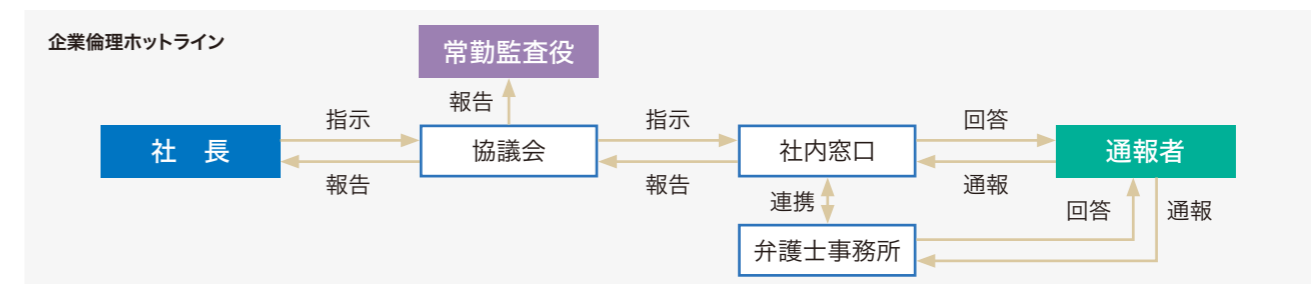 企業倫理ホットライン
常勤監査役
報告
指示
指示
回答
社 長
協議会
社内窓口
通報者
報告
報告
通報
連携
回答
通報
弁護士事務所